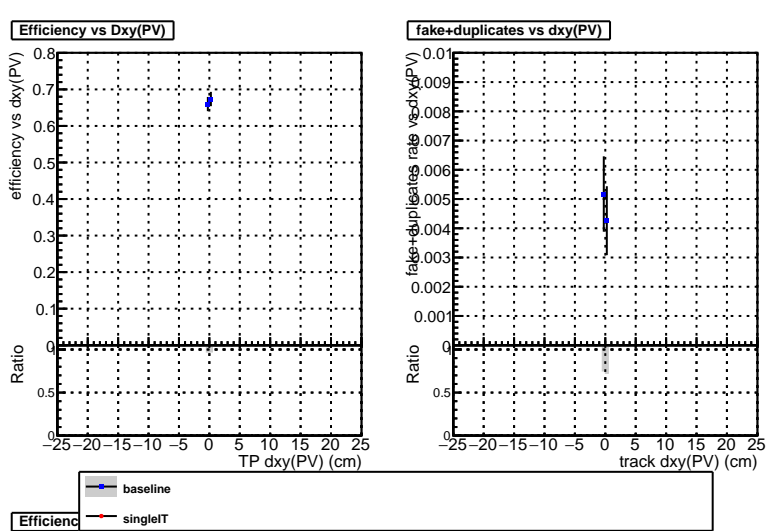 Efficiency vs Dxy(PV)
efficiency vs dxy(PV)
0.8
0.7
0.6
0.5
0.4
0.3
0.2
0.1
0
Ratio
1
0.5
0
−25 −20 −15 −10 −5 0 5 10 15 20 25
TP dxy(PV) (cm)
fake+duplicates vs dxy(PV)
fake+duplicates rate vs dxy(PV)
0.01
0.009
0.008
0.007
0.006
0.005
0.004
0.003
0.002
0.001
0
Ratio
1
0.5
0
−25 −20 −15 −10 −5 0 5 10 15 20 25
track dxy(PV) (cm)
baseline
singleIT
Efficienc